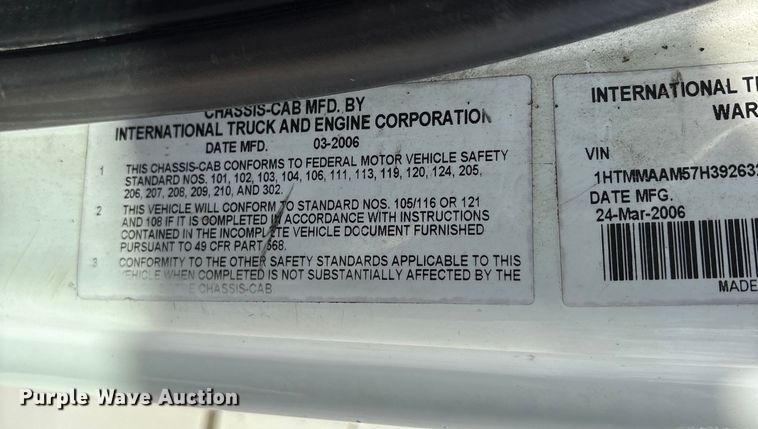 CHASSIS-CAB MFD. BY
INTERNATIONAL TRUCK AND ENGINE CORPORATION
DATE MFD. 03-2006
1 THIS CHASSIS-CAB CONFORMS TO FEDERAL MOTOR VEHICLE SAFETY
STANDARD NOS. 101, 102, 103, 104, 106, 111, 113, 119, 120, 124, 205,
206, 207, 208, 209, 210, AND 302.
2 THIS VEHICLE WILL CONFORM TO STANDARD NOS. 105/116 OR 121
AND 108 IF IT IS COMPLETED IN ACCORDANCE WITH INSTRUCTIONS
CONTAINED IN THE INCOMPLETE VEHICLE DOCUMENT FURNISHED
PURSUANT TO 49 CFR PART 568.
3 CONFORMITY TO THE OTHER SAFETY STANDARDS APPLICABLE TO THIS
VEHICLE WHEN COMPLETED IS NOT SUBSTANTIALLY AFFECTED BY THE
THE CHASSIS-CAB
INTERNATIONAL
WAR
VIN
1HTMMAAM57H39263
DATE MFG.
24-Mar-2006
MADE
Purple Wave Auction